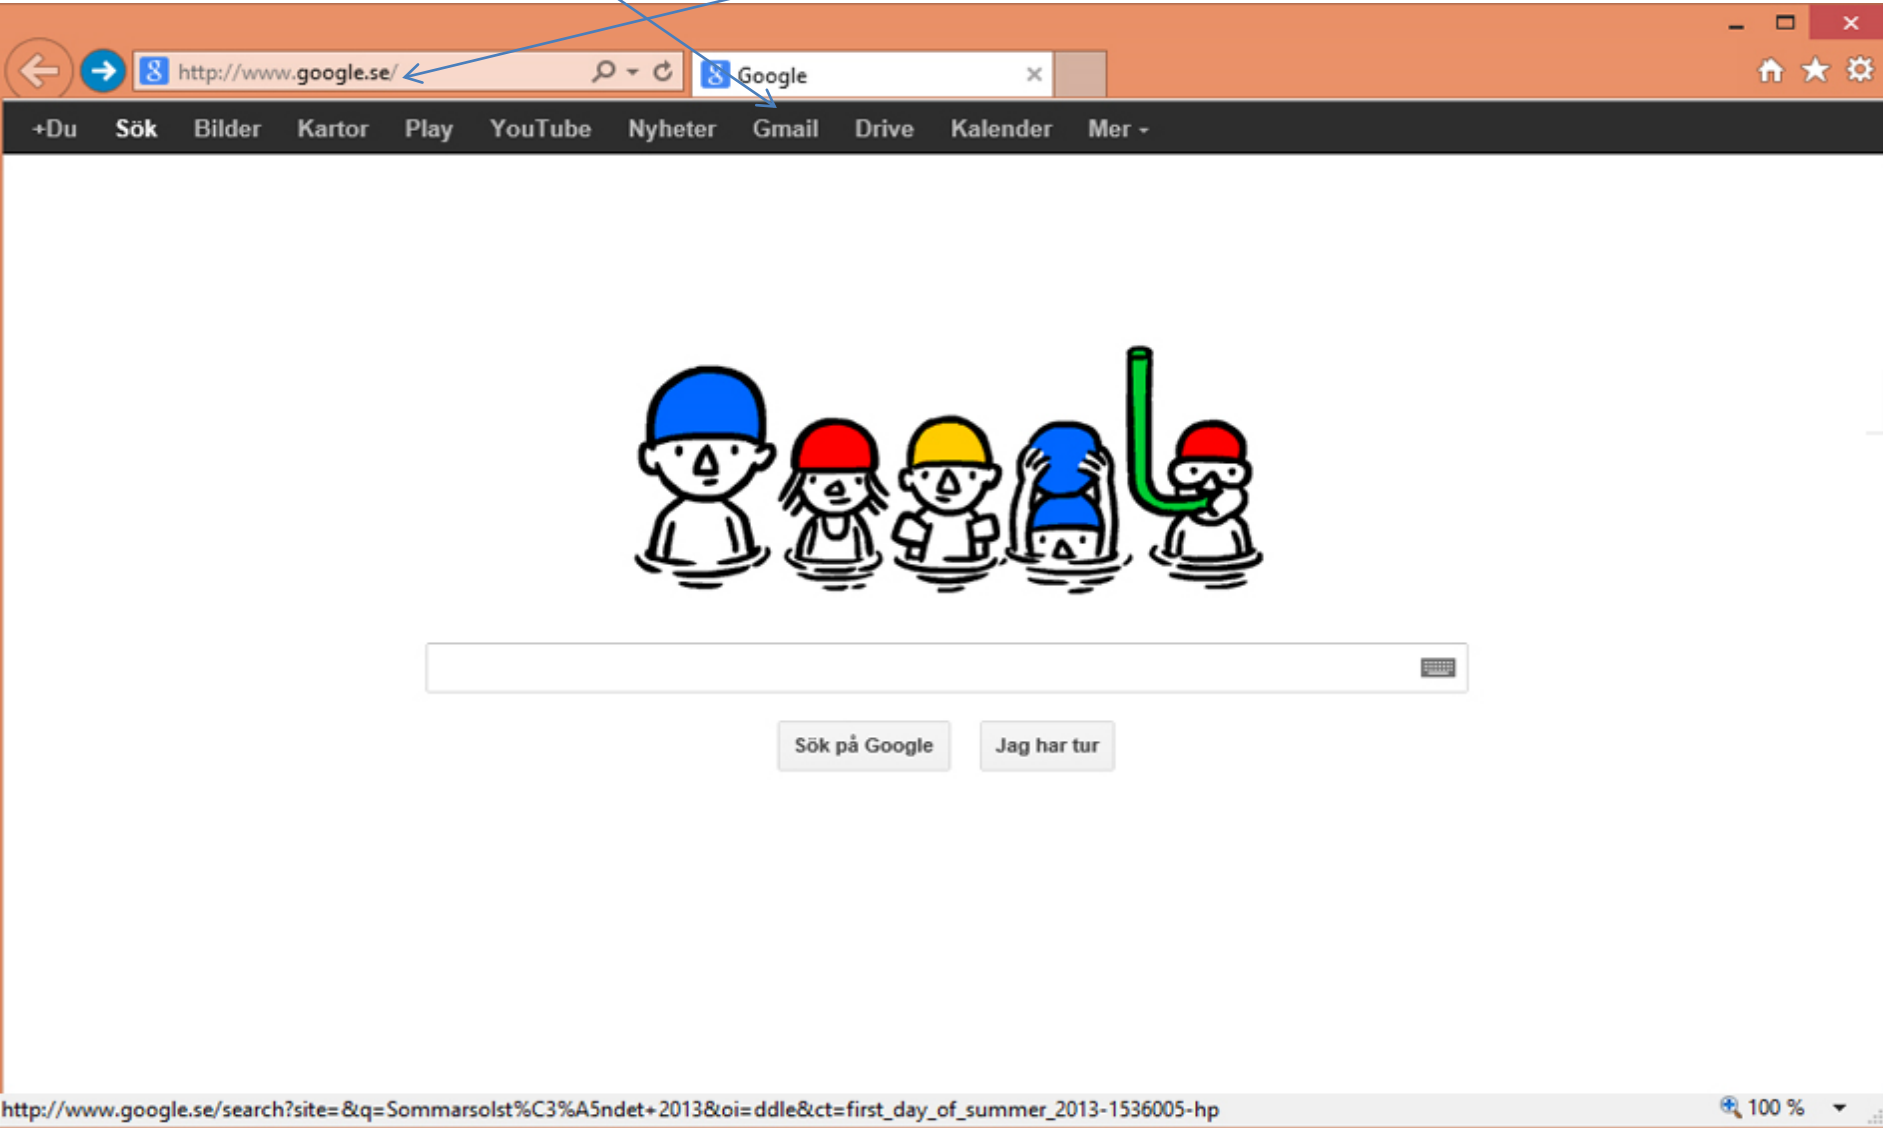 http://www.google.se/
Google
+Du Sök Bilder Kartor Play YouTube Nyheter Gmail Drive Kalender Mer
Sök på Google Jag har tur
http://www.google.se/search?site=&q=Sommarsolst%C3%A5ndet+2013&oi=ddle&ct=first_day_of_summer_2013-1536005-hp
100 %